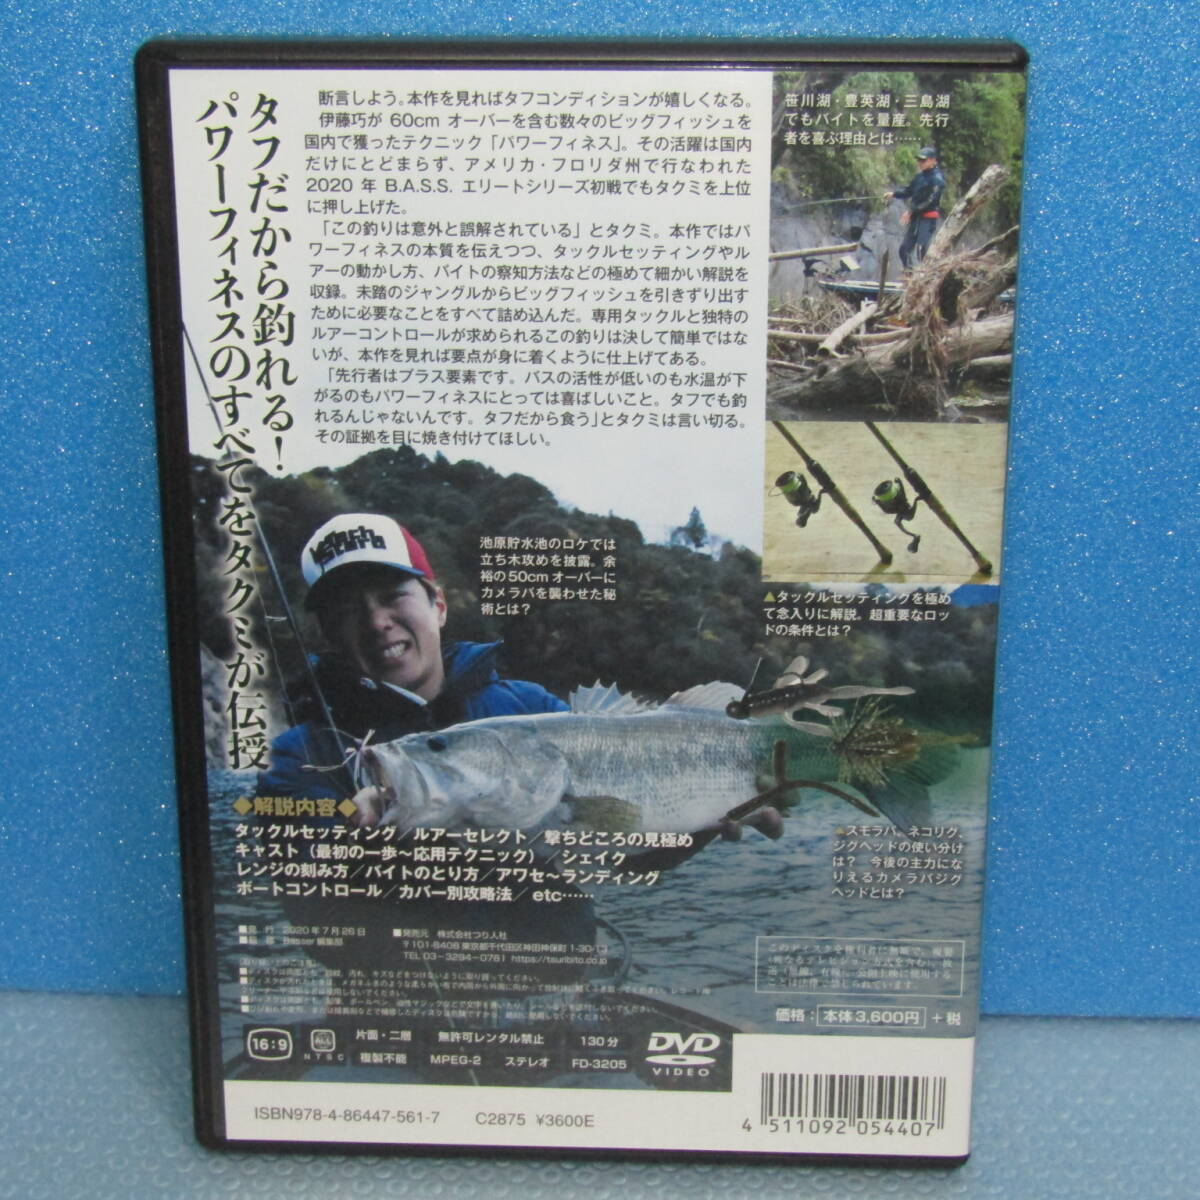 タフだから釣れる！
パワーフィネスのすべてをタクミが伝授
断言しよう。本作を見ればタフコンディションが嬉しくなる。
伊藤巧が 60cm オーバーを含む数々のビッグフィッシュを
国内で獲ったテクニック「パワーフィネス」。その活躍は国内
だけにとどまらず、アメリカ・フロリダ州で行なわれた
2020 年 B.A.S.S. エリートシリーズ初戦でもタクミを上位
に押し上げた。
「この釣りは意外と誤解されている」とタクミ。本作ではパ
ワーフィネスの本質を伝えつつ、タックルセッティングやル
アーの動かし方、バイトの察知方法などの極めて細かい解説を
収録。未踏のジャングルからビッグフィッシュを引きずり出す
ために必要なことをすべて詰め込んだ。専用タックルと独特の
ルアーコントロールが求められるこの釣りは決して簡単ではな
いが、本作を見れば要点が身に着くように仕上げてある。
「先行者はプラス要素です。バスの活性が低いのも水温が下
がるのもパワーフィネスにとっては喜ばしいこと。タフでも釣
れるんじゃないんです。タフだから食う」とタクミは言い切る。
その証拠を目に焼き付けてほしい。
笹川湖・豊英湖・三島湖
でもバイトを量産。先行
者を喜ぶ理由とは……
▲タックルセッティングを極め
て念入りに解説。超重要なロッ
ドの条件とは？
池原貯水池のロケでは
立ち木攻めを披露。余
裕の50cmオーバーに
カメラバを襲わせた秘
術とは？
▲スモラバ、ネコリグ、
ジグヘッドの使い分け
は？ 今後の主力にな
りえるカメラバジグ
ヘッドとは？
◆解説内容◆
タックルセッティング／ルアーセレクト／撃ちどころの見極め
キャスト（最初の一歩〜応用テクニック）／シェイク
レンジの刻み方／バイトのとり方／アワセ〜ランディング
ボートコントロール／カバー別攻略法／ etc……
■発行 2020年7月26日
■編集 Basser編集部
■発売元 株式会社つり人社
〒101-8408 東京都千代田区神田神保町1-30-13
TEL 03-3294-0781 https://tsuribito.co.jp
価格：本体3,600円＋税
16:9
NTSC
片面・二層
複製不能
無許可レンタル禁止
MPEG-2
ステレオ
130分
FD-3205
DVD
VIDEO
ISBN978-4-86447-561-7
C2875 ¥3600E
4 511092 054407